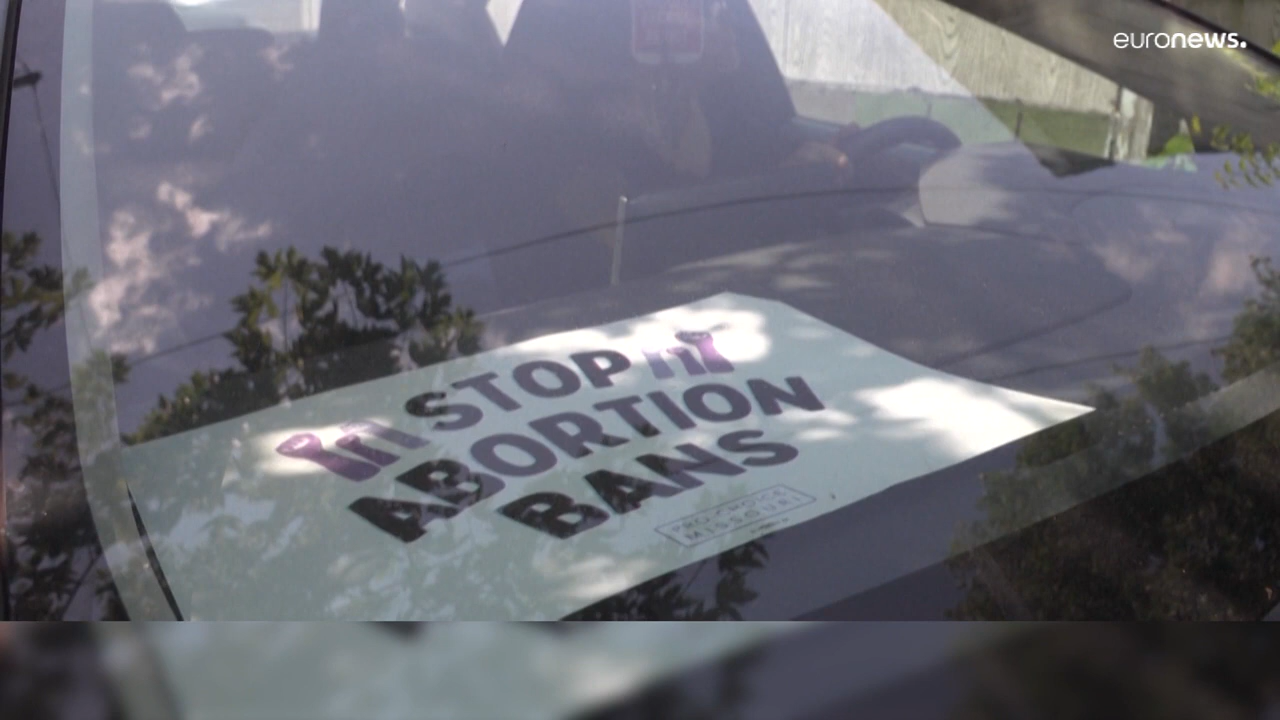 euronews.
STOP
ABORTION
BANS
PRO-CHOICE
MISSOURI